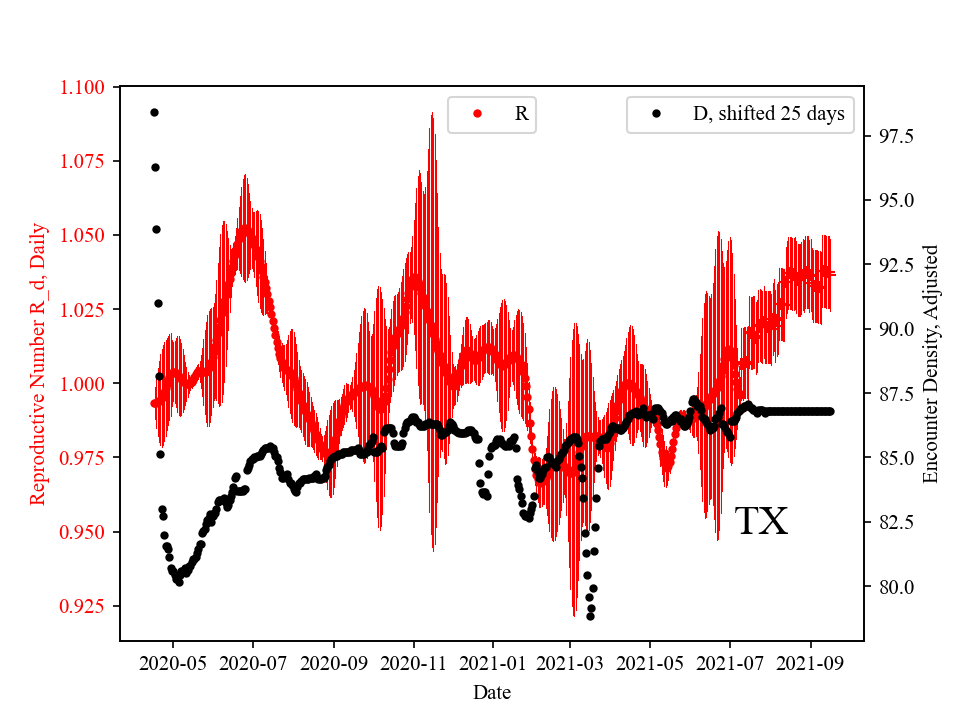 R
D, shifted 25 days
1.100
1.075
1.050
1.025
1.000
0.975
0.950
0.925
Reproductive Number R_d, Daily
97.5
95.0
92.5
90.0
87.5
85.0
82.5
80.0
Encounter Density, Adjusted
TX
2020-05 2020-07 2020-09 2020-11 2021-01 2021-03 2021-05 2021-07 2021-09
Date